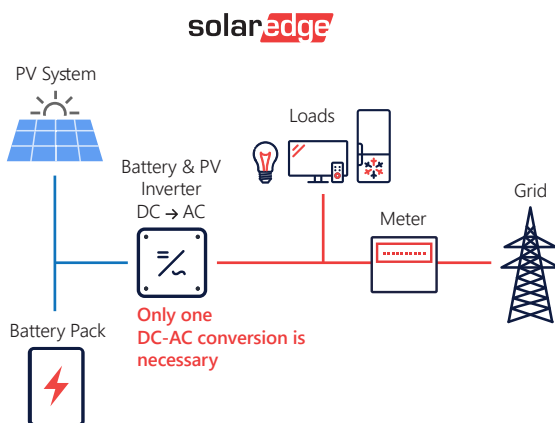 solaredge
PV System
Loads
Battery & PV
Inverter
DC → AC
Grid
Meter
Only one
DC-AC conversion is
necessary
Battery Pack